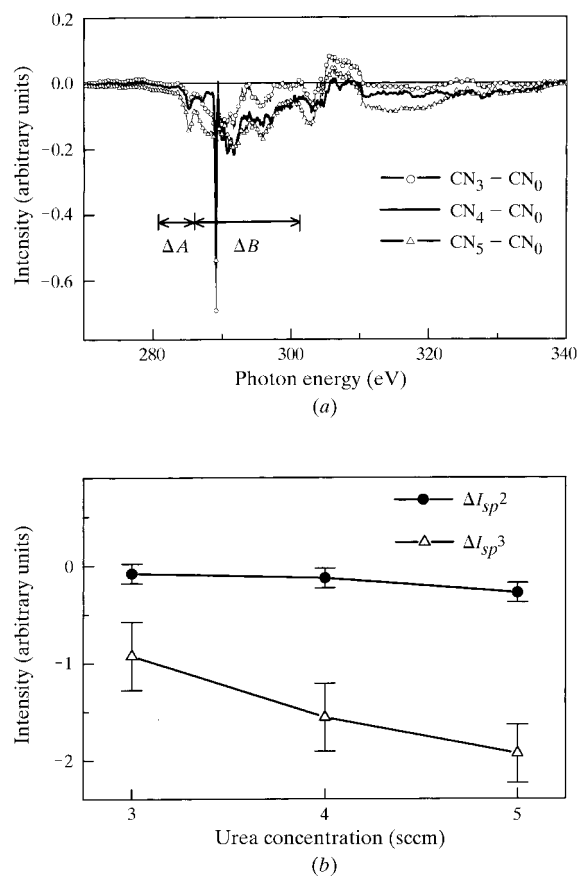 0.2
0.0
−0.2
−0.4
−0.6
Intensity (arbitrary units)
CN₃ − CN₀
CN₄ − CN₀
CN₅ − CN₀
ΔA
ΔB
280
300
320
340
Photon energy (eV)
(a)
ΔI_sp2
ΔI_sp3
0
−1
−2
Intensity (arbitrary units)
3
4
5
Urea concentration (sccm)
(b)